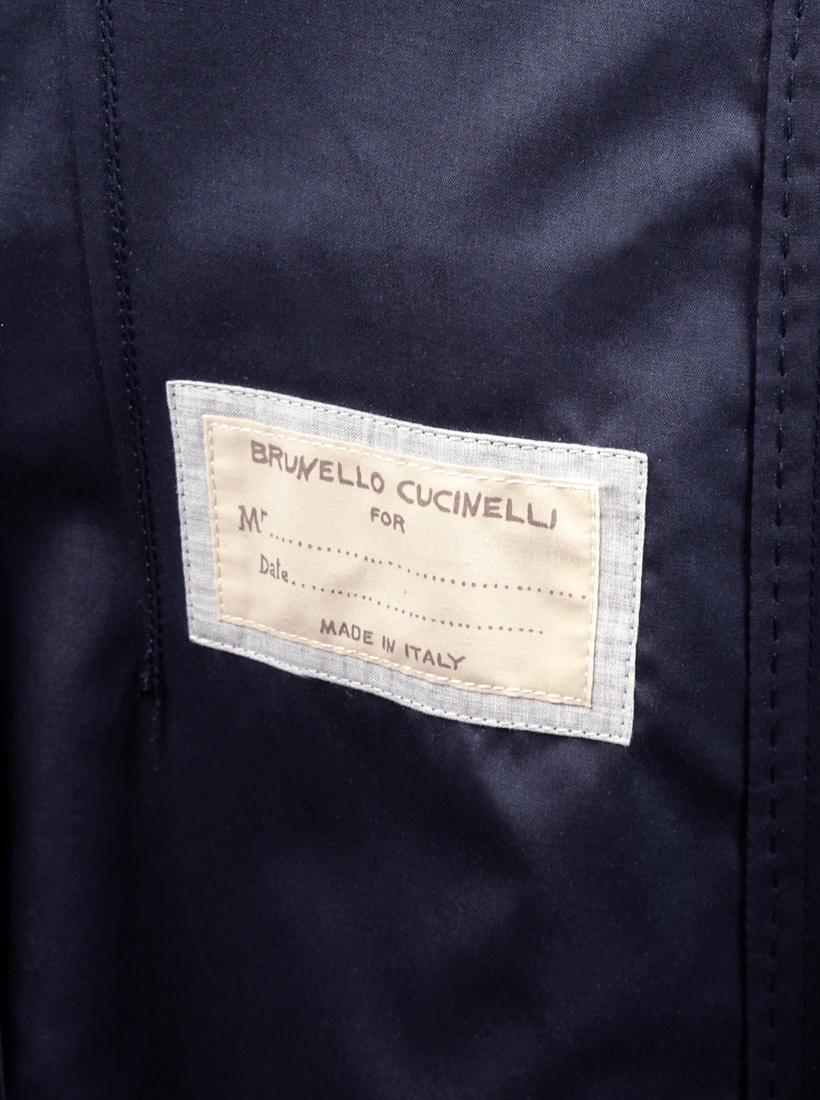 BRUNELLO CUCINELLI
FOR
Mr....................................
Date..............................
MADE IN ITALY